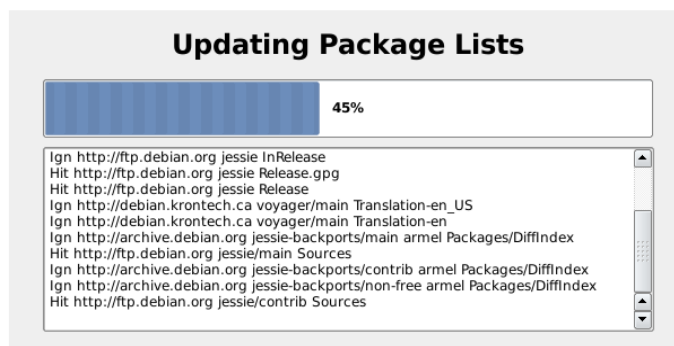 Updating Package Lists
45%
Ign http://ftp.debian.org jessie InRelease
Hit http://ftp.debian.org jessie Release.gpg
Hit http://ftp.debian.org jessie Release
Ign http://debian.krontech.ca voyager/main Translation-en_US
Ign http://debian.krontech.ca voyager/main Translation-en
Ign http://archive.debian.org jessie-backports/main armel Packages/DiffIndex
Hit http://ftp.debian.org jessie/main Sources
Ign http://archive.debian.org jessie-backports/contrib armel Packages/DiffIndex
Ign http://archive.debian.org jessie-backports/non-free armel Packages/DiffIndex
Hit http://ftp.debian.org jessie/contrib Sources